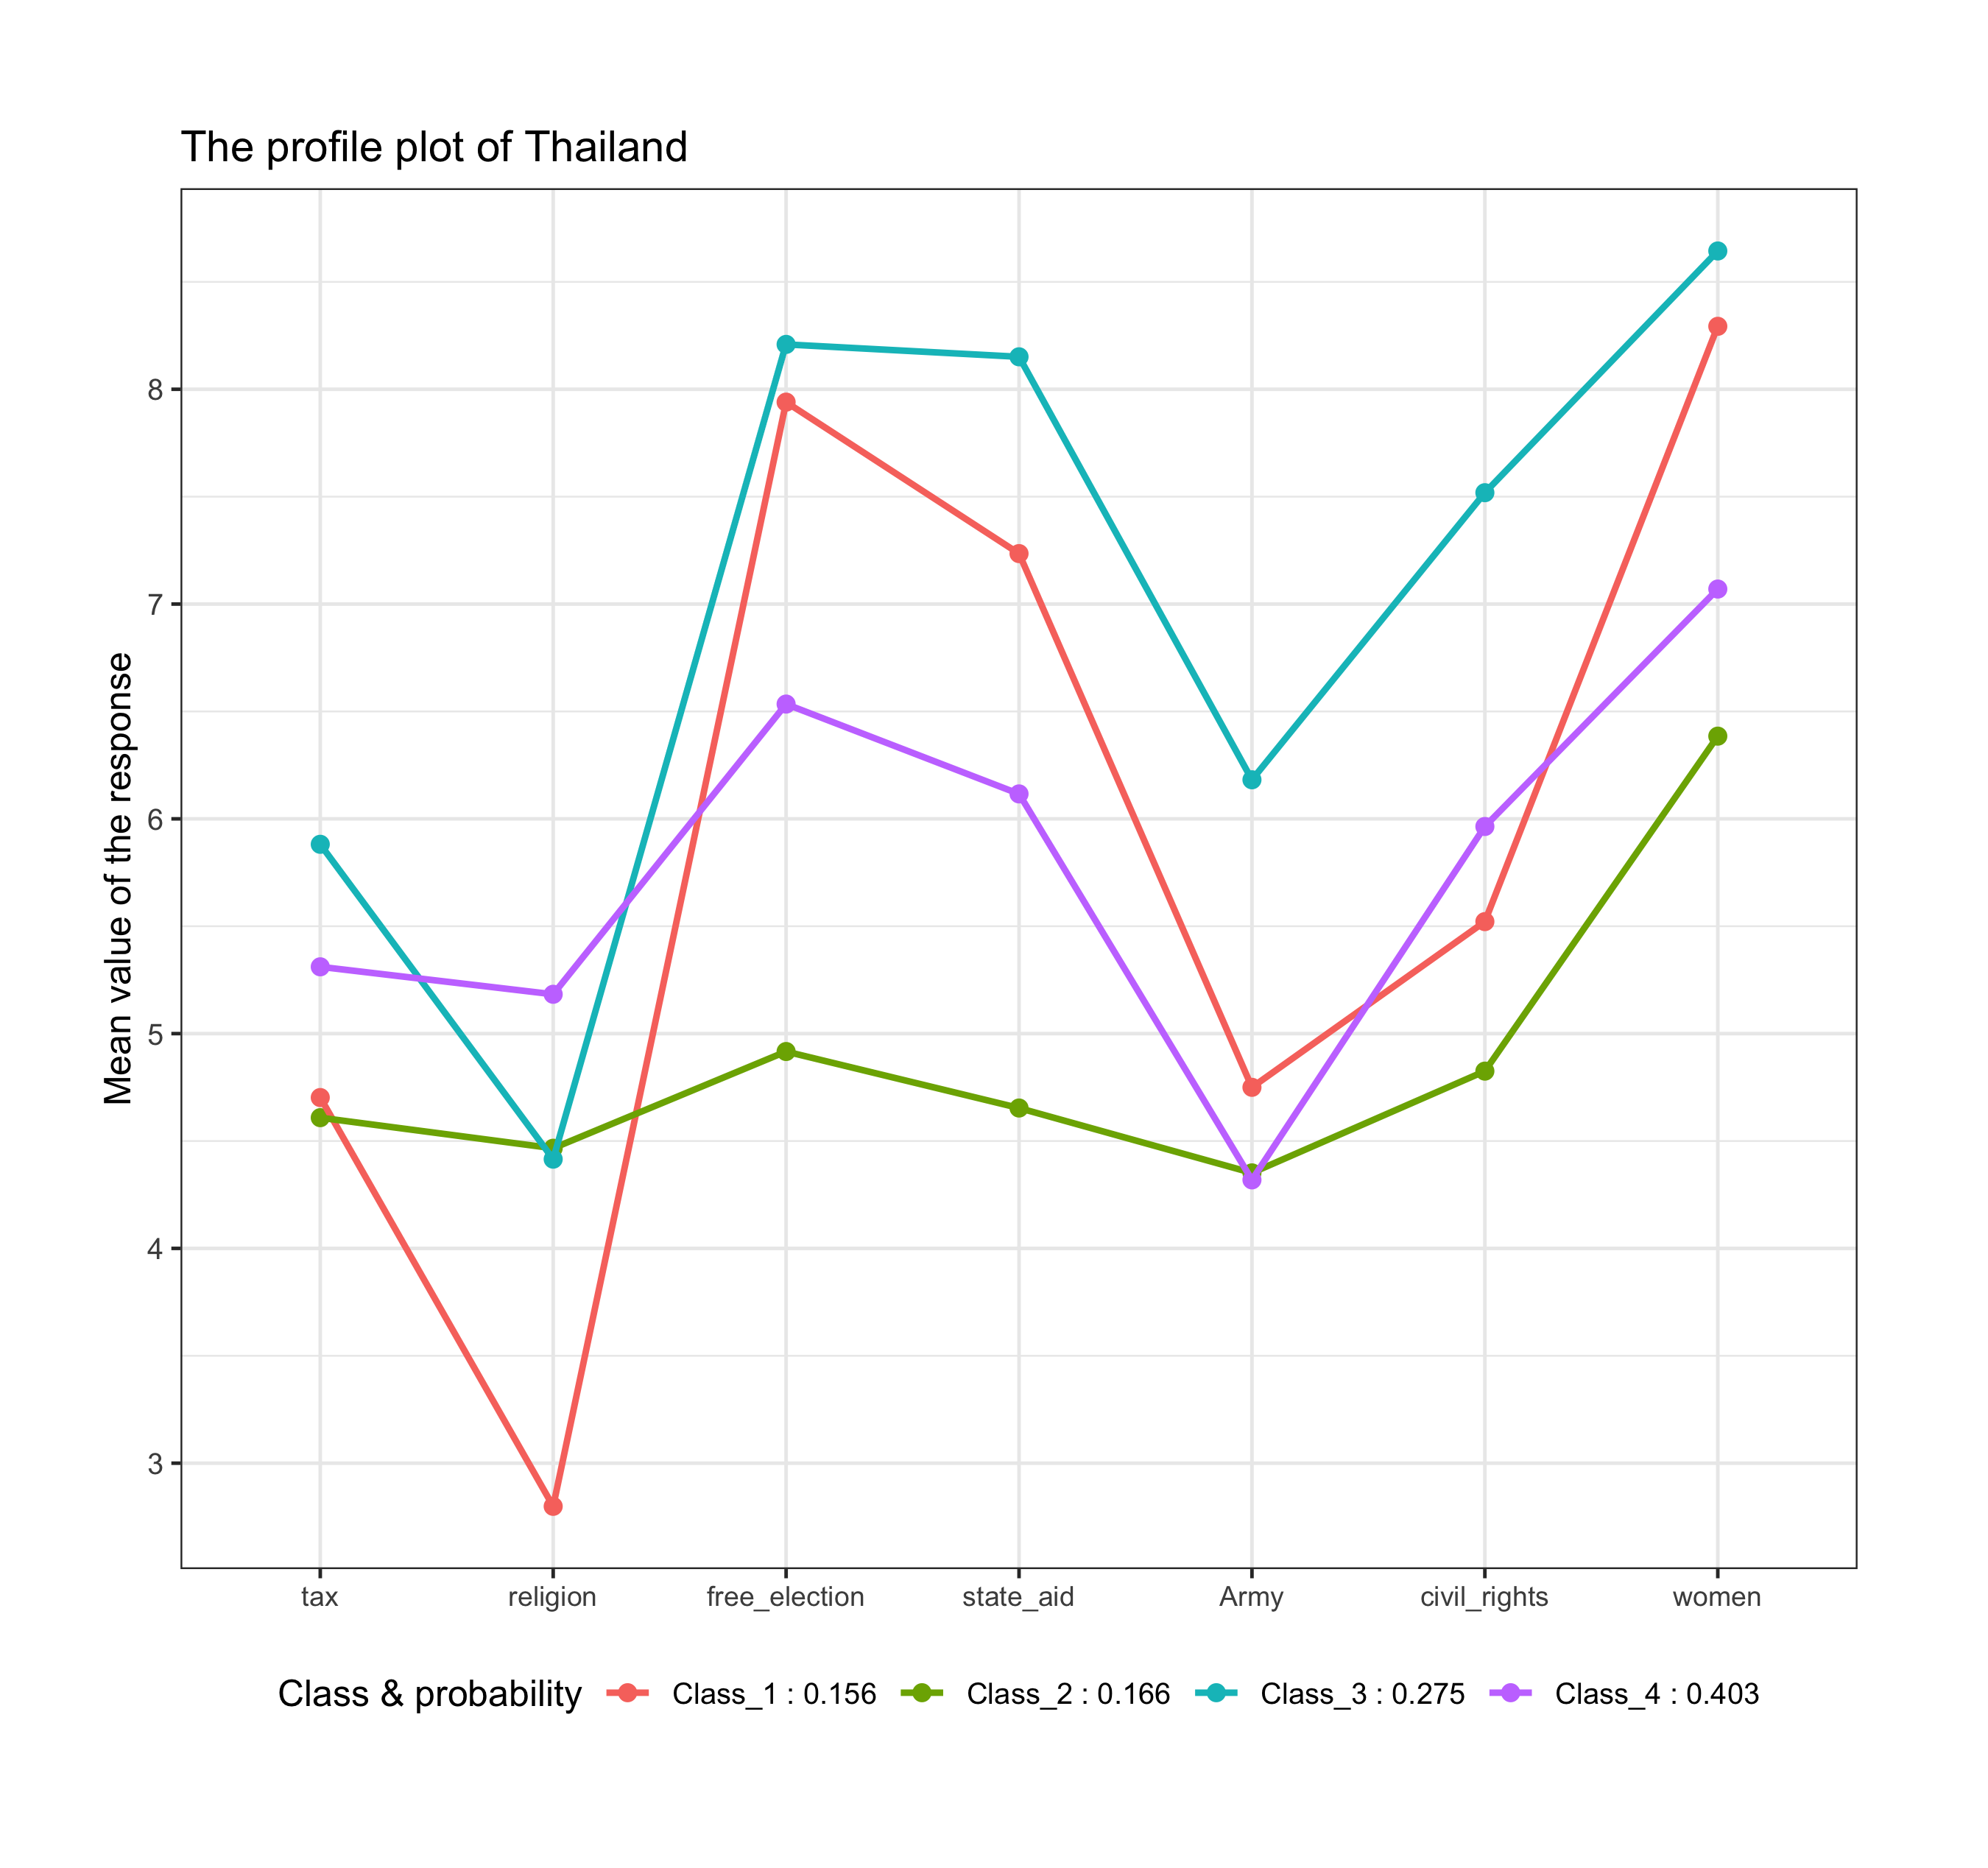 The profile plot of Thailand
Mean value of the response
8
7
6
5
4
3
tax religion free_election state_aid Army civil_rights women
Class & probability Class_1 : 0.156 Class_2 : 0.166 Class_3 : 0.275 Class_4 : 0.403